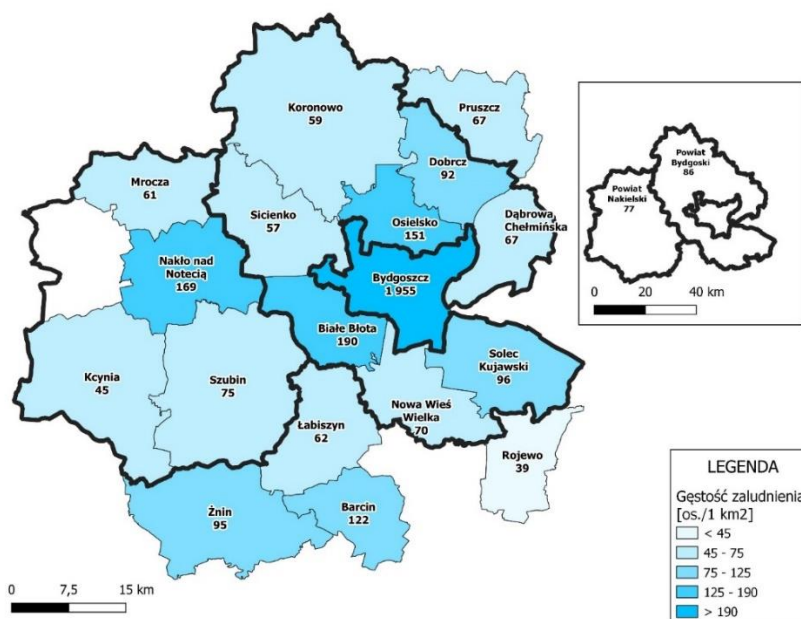 Koronowo
59
Pruszcz
67
Dobrcz
92
Mrocza
61
Sicienko
57
Osielsko
151
Dąbrowa
Chełmińska
67
Nakło nad
Notecią
169
Bydgoszcz
1 955
Białe Błota
190
Solec
Kujawski
96
Kcynia
45
Szubin
75
Nowa Wieś
Wielka
70
Łabiszyn
62
Rojewo
39
Żnin
95
Barcin
122
0 7,5 15 km
Powiat
Bydgoski
86
Powiat
Nakielski
77
0 20 40 km
LEGENDA
Gęstość zaludnienia
[os./1 km2]
< 45
45 - 75
75 - 125
125 - 190
> 190